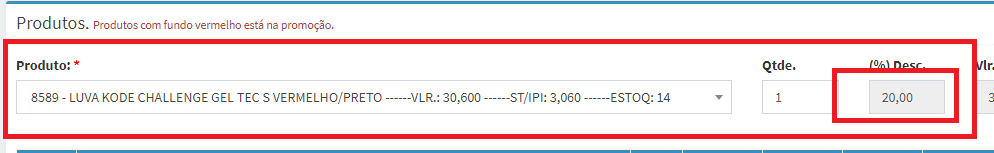 Produtos. Produtos com fundo vermelho está na promoção.
Produto: * Qtde. (%) Desc. Vlr.
8589 - LUVA KODE CHALLENGE GEL TEC S VERMELHO/PRETO ------VLR.: 30,600 ------ST/IPI: 3,060 ------ESTOQ: 14 1 20,00 3